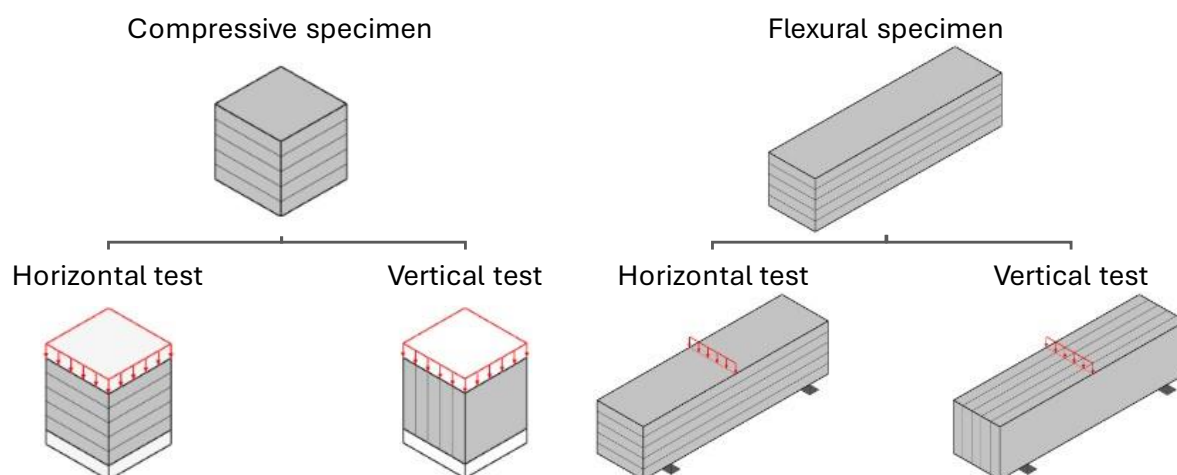 Compressive specimen
Flexural specimen
Horizontal test
Vertical test
Horizontal test
Vertical test